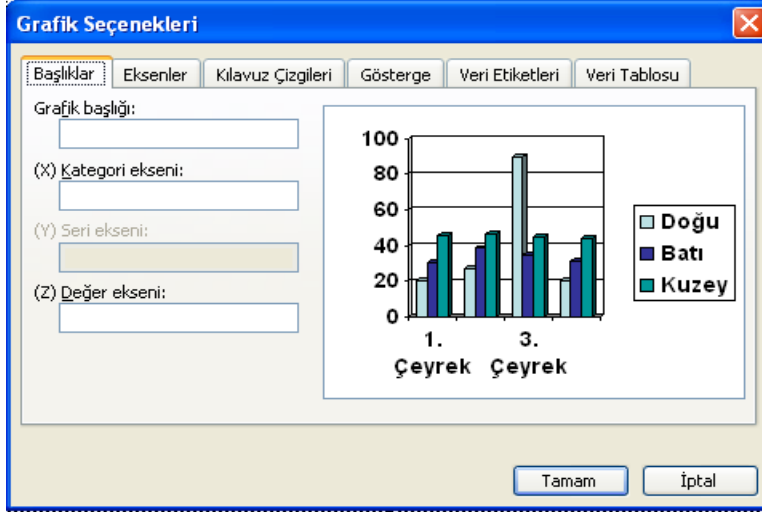 Grafik Seçenekleri
Başlıklar Eksenler Kılavuz Çizgileri Gösterge Veri Etiketleri Veri Tablosu
Grafik başlığı:
(X) Kategori ekseni:
(Y) Seri ekseni:
(Z) Değer ekseni:
100
80
60
40
20
0
1. Çeyrek
3. Çeyrek
Doğu
Batı
Kuzey
Tamam İptal